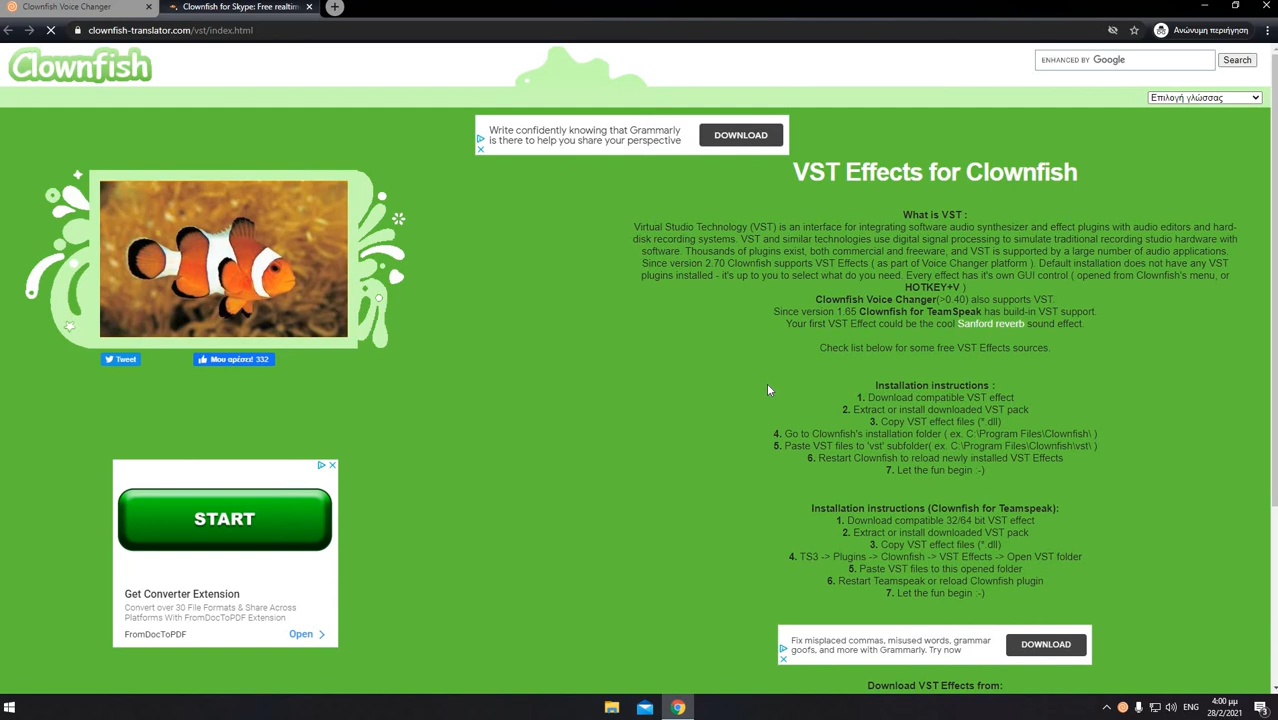 Clownfish Voice Changer
Clownfish for Skype: Free realtim
clownfish-translator.com/vst/index.html
Ανώνυμη περιήγηση
Clownfish
ENHANCED BY Google
Search
Επιλογή γλώσσας
Write confidently knowing that Grammarly
is there to help you share your perspective
DOWNLOAD
VST Effects for Clownfish
What is VST :
Virtual Studio Technology (VST) is an interface for integrating software audio synthesizer and effect plugins with audio editors and hard-
disk recording systems. VST and similar technologies use digital signal processing to simulate traditional recording studio hardware with
software. Thousands of plugins exist, both commercial and freeware, and VST is supported by a large number of audio applications.
Since version 2.70 Clownfish supports VST Effects ( as part of Voice Changer platform ). Default installation does not have any VST
plugins installed - it's up to you to select what do you need. Every effect has it's own GUI control ( opened from Clownfish's menu, or
HOTKEY+V )
Clownfish Voice Changer(>0.40) also supports VST.
Since version 1.65 Clownfish for TeamSpeak has build-in VST support.
Your first VST Effect could be the cool Sanford reverb sound effect.
Check list below for some free VST Effects sources.
Tweet
Μου αρέσει! 332
Installation instructions :
1. Download compatible VST effect
2. Extract or install downloaded VST pack
3. Copy VST effect files (*.dll)
4. Go to Clownfish's installation folder ( ex. C:\Program Files\Clownfish\ )
5. Paste VST files to 'vst' subfolder( ex. C:\Program Files\Clownfish\vst\ )
6. Restart Clownfish to reload newly installed VST Effects
7. Let the fun begin :-)
START
Get Converter Extension
Convert over 30 File Formats & Share Across
Platforms With FromDocToPDF Extension
FromDocToPDF
Open
Installation instructions (Clownfish for Teamspeak):
1. Download compatible 32/64 bit VST effect
2. Extract or install downloaded VST pack
3. Copy VST effect files (*.dll)
4. TS3 -> Plugins -> Clownfish -> VST Effects -> Open VST folder
5. Paste VST files to this opened folder
6. Restart Teamspeak or reload Clownfish plugin
7. Let the fun begin :-)
Fix misplaced commas, misused words, grammar
goofs, and more with Grammarly. Try now
DOWNLOAD
Download VST Effects from:
ENG
4:00 μμ
28/2/2021
3